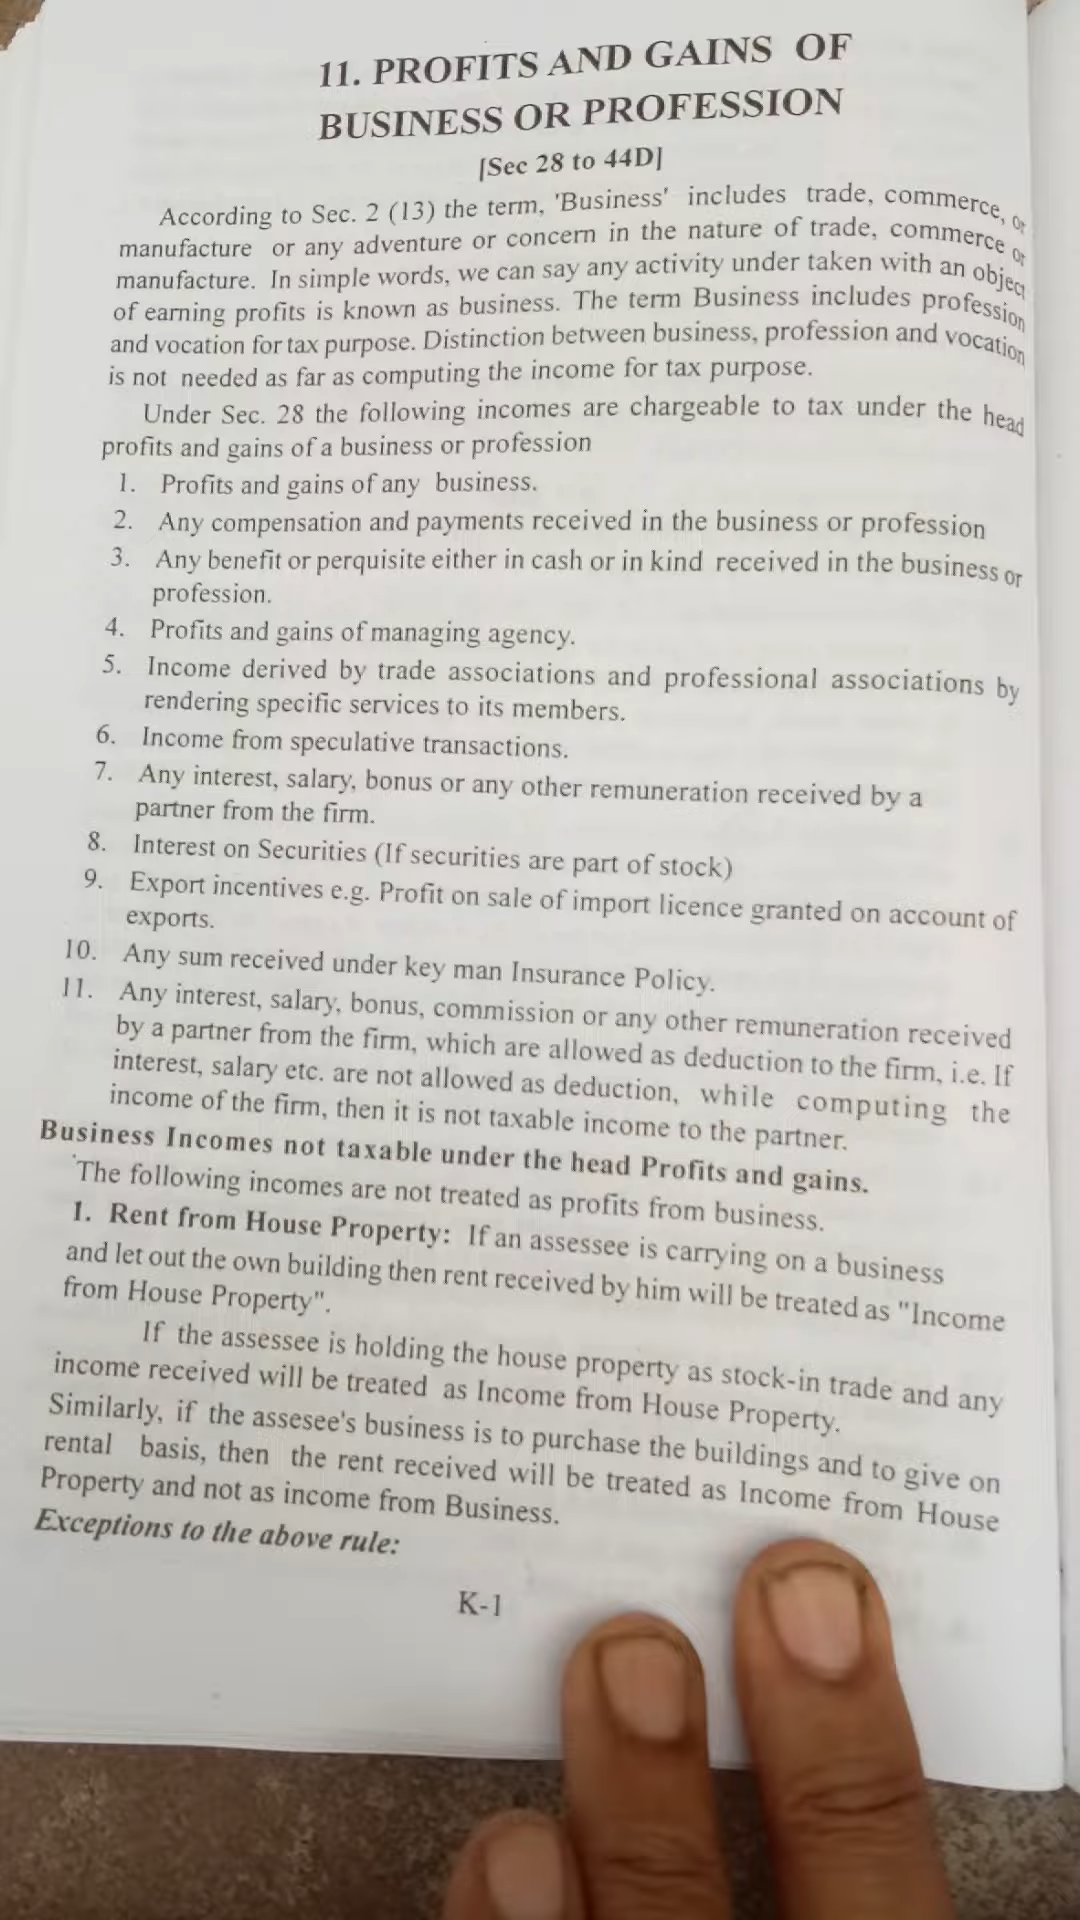 11. PROFITS AND GAINS OF
BUSINESS OR PROFESSION
[Sec 28 to 44D]
According to Sec. 2 (13) the term, 'Business' includes trade, commerce, or
manufacture or any adventure or concern in the nature of trade, commerce or
manufacture. In simple words, we can say any activity under taken with an object
of earning profits is known as business. The term Business includes profession
and vocation for tax purpose. Distinction between business, profession and vocation
is not needed as far as computing the income for tax purpose.
Under Sec. 28 the following incomes are chargeable to tax under the head
profits and gains of a business or profession
1. Profits and gains of any business.
2. Any compensation and payments received in the business or profession
3. Any benefit or perquisite either in cash or in kind received in the business or
profession.
4. Profits and gains of managing agency.
5. Income derived by trade associations and professional associations by
rendering specific services to its members.
6. Income from speculative transactions.
7. Any interest, salary, bonus or any other remuneration received by a
partner from the firm.
8. Interest on Securities (If securities are part of stock)
9. Export incentives e.g. Profit on sale of import licence granted on account of
exports.
10. Any sum received under key man Insurance Policy.
11. Any interest, salary, bonus, commission or any other remuneration received
by a partner from the firm, which are allowed as deduction to the firm, i.e. If
interest, salary etc. are not allowed as deduction, while computing the
income of the firm, then it is not taxable income to the partner.
Business Incomes not taxable under the head Profits and gains.
The following incomes are not treated as profits from business.
1. Rent from House Property: If an assessee is carrying on a business
and let out the own building then rent received by him will be treated as "Income
from House Property".
If the assessee is holding the house property as stock-in trade and any
income received will be treated as Income from House Property.
Similarly, if the assesee's business is to purchase the buildings and to give on
rental basis, then the rent received will be treated as Income from House
Property and not as income from Business.
Exceptions to the above rule:
K-1